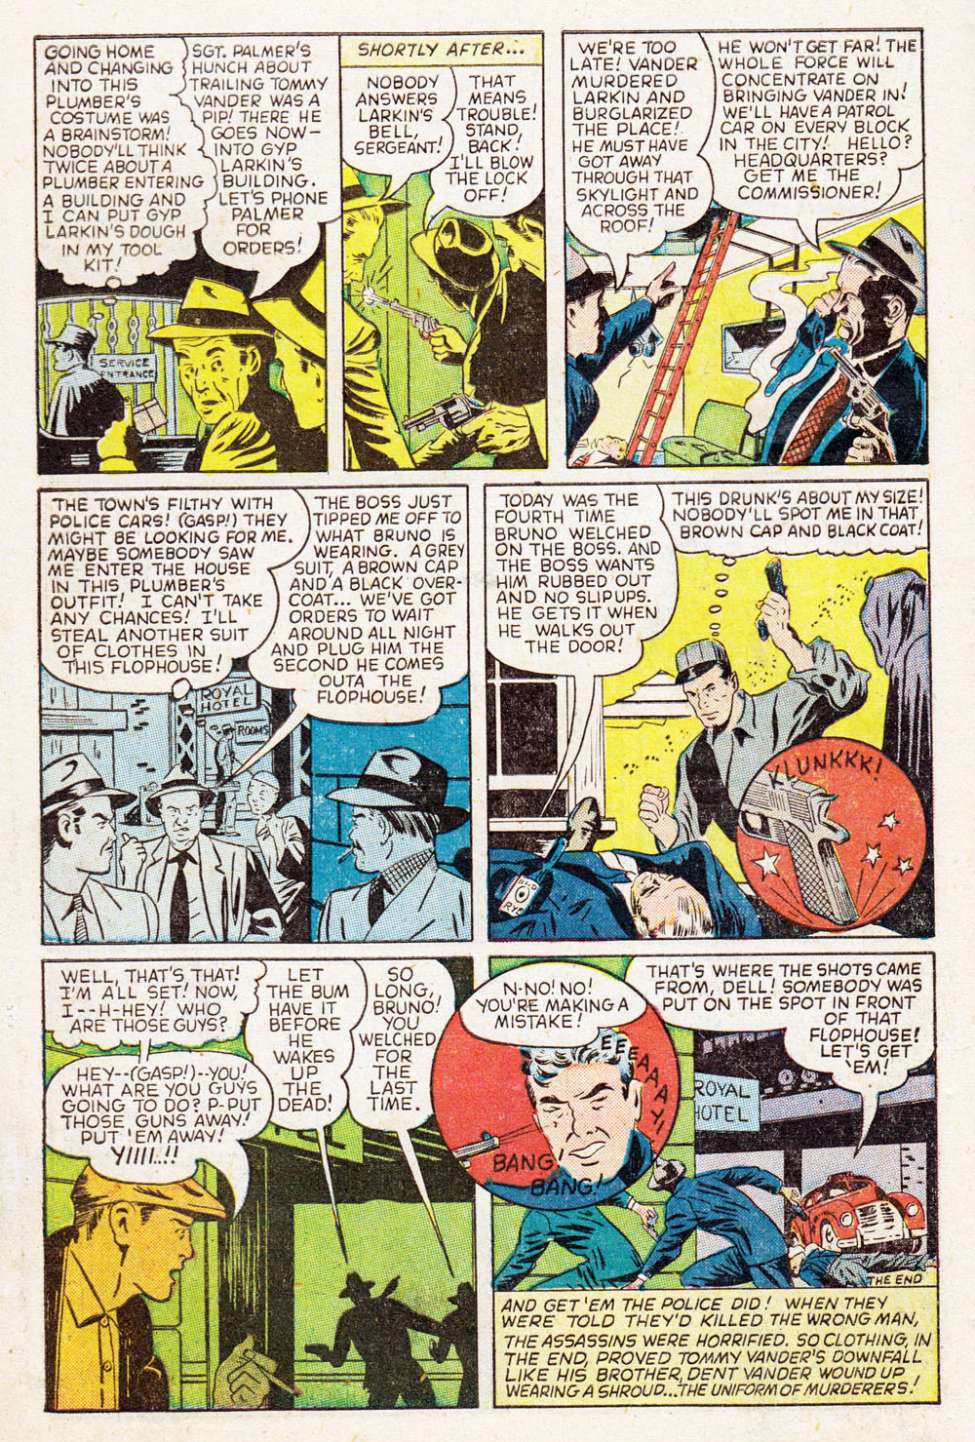 GOING HOME
AND CHANGING
INTO THIS
PLUMBER'S
COSTUME WAS
A BRAINSTORM!
NOBODY'LL THINK
TWICE ABOUT A
PLUMBER ENTERING
A BUILDING AND
I CAN PUT GYP
LARKIN'S DOUGH
IN MY TOOL
KIT!
SGT. PALMER'S
HUNCH ABOUT
TRAILING TOMMY
VANDER WAS A
PIP! THERE HE
GOES NOW—
INTO GYP
LARKIN'S
BUILDING.
LET'S PHONE
PALMER
FOR
ORDERS!
SERVICE
ENTRANCE
SHORTLY AFTER...
NOBODY
ANSWERS
LARKIN'S
BELL,
SERGEANT!
THAT
MEANS
TROUBLE!
STAND
BACK!
I'LL BLOW
THE LOCK
OFF!
WE'RE TOO
LATE! VANDER
MURDERED
LARKIN AND
BURGLARIZED
THE PLACE!
HE MUST HAVE
GOT AWAY
THROUGH THAT
SKYLIGHT AND
ACROSS THE
ROOF!
HE WON'T GET FAR! THE
WHOLE FORCE WILL
CONCENTRATE ON
BRINGING VANDER IN!
WE'LL HAVE A PATROL
CAR ON EVERY BLOCK
IN THE CITY! HELLO?
HEADQUARTERS?
GET ME THE
COMMISSIONER!
THE TOWN'S FILTHY WITH
POLICE CARS! (GASP!) THEY
MIGHT BE LOOKING FOR ME.
MAYBE SOMEBODY SAW
ME ENTER THE HOUSE
IN THIS PLUMBER'S
OUTFIT! I CAN'T TAKE
ANY CHANCES! I'LL
STEAL ANOTHER SUIT
OF CLOTHES IN
THIS FLOPHOUSE!
THE BOSS JUST
TIPPED ME OFF TO
WHAT BRUNO IS
WEARING. A GREY
SUIT, A BROWN CAP
AND A BLACK OVER-
COAT... WE'VE GOT
ORDERS TO WAIT
AROUND ALL NIGHT
AND PLUG HIM THE
SECOND HE COMES
OUTA THE
FLOPHOUSE!
ROYAL
HOTEL
ROOMS
TODAY WAS THE
FOURTH TIME
BRUNO WELCHED
ON THE BOSS. AND
THE BOSS WANTS
HIM RUBBED OUT
AND NO SLIPUPS.
HE GETS IT WHEN
HE WALKS OUT
THE DOOR!
THIS DRUNK'S ABOUT MY SIZE!
NOBODY'LL SPOT ME IN THAT
BROWN CAP AND BLACK COAT!
KLUNKKK!
RYE
WELL, THAT'S THAT!
I'M ALL SET! NOW,
I--H-HEY! WHO
ARE THOSE GUYS?
HEY--(GASP!)--YOU!
WHAT ARE YOU GUYS
GOING TO DO? P-PUT
THOSE GUNS AWAY!
PUT 'EM AWAY!
YIIII...!!
LET
THE BUM
HAVE IT
BEFORE
HE
WAKES
UP
THE
DEAD!
SO
LONG,
BRUNO!
YOU
WELCHED
FOR
THE
LAST
TIME.
N-NO! NO!
YOU'RE MAKING A
MISTAKE!
EEEEAAAAY!
BANG!
BANG!
THAT'S WHERE THE SHOTS CAME
FROM, DELL! SOMEBODY WAS
PUT ON THE SPOT IN FRONT
OF THAT
FLOPHOUSE!
LET'S GET
'EM!
ROYAL
HOTEL
THE END
AND GET 'EM THE POLICE DID! WHEN THEY
WERE TOLD THEY'D KILLED THE WRONG MAN,
THE ASSASSINS WERE HORRIFIED. SO CLOTHING, IN
THE END, PROVED TOMMY VANDER'S DOWNFALL
LIKE HIS BROTHER, DENT VANDER WOUND UP
WEARING A SHROUD...THE UNIFORM OF MURDERERS!